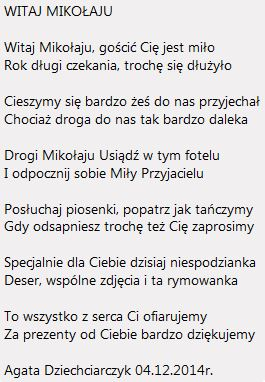 WITAJ MIKOŁAJU
Witaj Mikołaju, gościć Cię jest miło
Rok długi czekania, trochę się dłużyło
Cieszymy się bardzo żeś do nas przyjechał
Chociaż droga do nas tak bardzo daleka
Drogi Mikołaju Usiądź w tym fotelu
I odpocznij sobie Miły Przyjacielu
Posłuchaj piosenki, popatrz jak tańczymy
Gdy odsapniesz trochę też Cię zaprosimy
Specjalnie dla Ciebie dzisiaj niespodzianka
Deser, wspólne zdjęcia i ta rymowanka
To wszystko z serca Ci ofiarujemy
Za prezenty od Ciebie bardzo dziękujemy
Agata Dziechciarczyk 04.12.2014r.